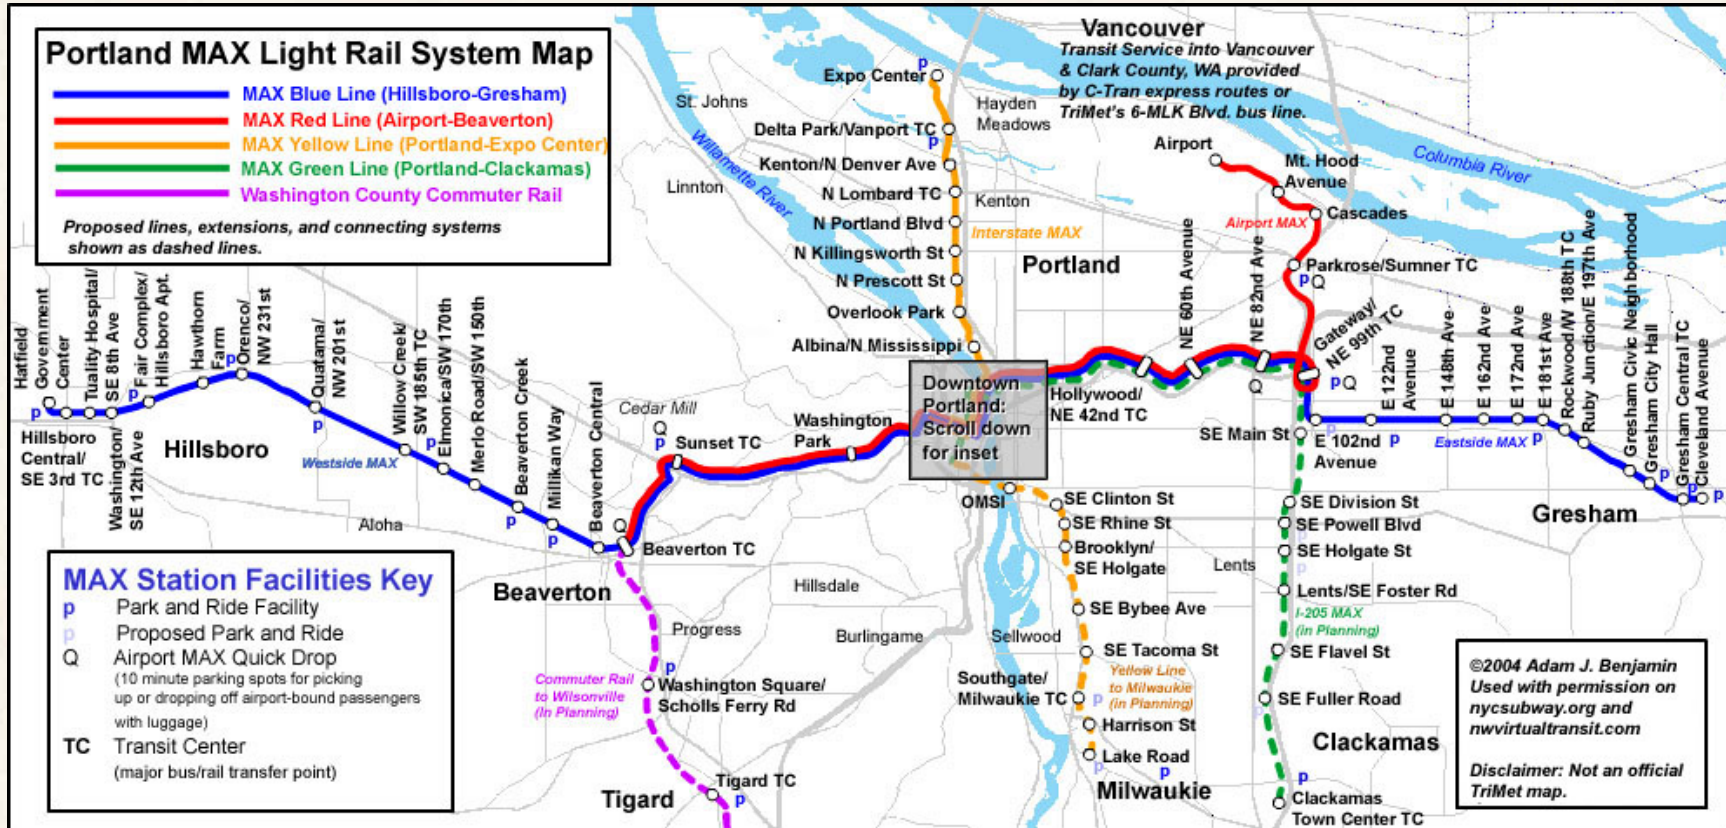 Portland MAX Light Rail System Map
MAX Blue Line (Hillsboro-Gresham)
MAX Red Line (Airport-Beaverton)
MAX Yellow Line (Portland-Expo Center)
MAX Green Line (Portland-Clackamas)
Washington County Commuter Rail
Proposed lines, extensions, and connecting systems
shown as dashed lines.
Vancouver
Transit Service into Vancouver
& Clark County, WA provided
by C-Tran express routes or
TriMet's 6-MLK Blvd. bus line.
St. Johns
Linnton
Willamette River
Columbia River
Hayden
Meadows
Kenton
Portland
p
Expo Center
Delta Park/Vanport TC
p
Kenton/N Denver Ave
N Lombard TC
N Portland Blvd
Interstate MAX
N Killingsworth St
N Prescott St
Overlook Park
Albina/N Mississippi
Airport
Mt. Hood
Avenue
Cascades
Airport MAX
Parkrose/Sumner TC
p
Q
Hatfield
Government
Center
p
Hillsboro
Central/
SE 3rd TC
Tuality Hospital/
SE 8th Ave
Washington/
SE 12th Ave
Fair Complex/
Hillsboro Apt.
p
Hawthorn
Farm
Orenco/
NW 231st
p
Quatama/
NW 201st
p
Willow Creek/
SW 185th TC
p
Elmonica/SW 170th
Merlo Road/SW 150th
Beaverton Creek
p
Millikan Way
p
Beaverton Central
Hillsboro
Westside MAX
Aloha
Cedar Mill
Q
p
Sunset TC
Washington
Park
Q
Beaverton TC
Beaverton
Downtown
Portland:
Scroll down
for inset
Hollywood/
NE 42nd TC
NE 60th Avenue
NE 82nd Ave
Q
Gateway/
NE 99th TC
p
Q
E 102nd
Avenue
p
E 122nd
Avenue
p
E 148th Ave
E 162nd Ave
E 172nd Ave
E 181st Ave
p
Rockwood/W 188th TC
Ruby Junction/E 197th Ave
Gresham Civic Neighborhood
Gresham City Hall
p
Gresham Central TC
p
Cleveland Avenue
p
Eastside MAX
Gresham
OMSI
SE Clinton St
SE Rhine St
Brooklyn/
SE Holgate
SE Bybee Ave
SE Tacoma St
Yellow Line
to Milwaukie
(in Planning)
Southgate/
Milwaukie TC
p
Harrison St
Lake Road
p
p
Milwaukie
SE Main St
SE Division St
SE Powell Blvd
SE Holgate St
p
Lents
Lents/SE Foster Rd
I-205 MAX
(in Planning)
SE Flavel St
SE Fuller Road
p
Clackamas
p
Clackamas
Town Center TC
Hillsdale
Progress
Burlingame
Sellwood
Commuter Rail
to Wilsonville
(In Planning)
p
Washington Square/
Scholls Ferry Rd
Tigard TC
p
Tigard
MAX Station Facilities Key
p Park and Ride Facility
p Proposed Park and Ride
Q Airport MAX Quick Drop
(10 minute parking spots for picking
up or dropping off airport-bound passengers
with luggage)
TC Transit Center
(major bus/rail transfer point)
©2004 Adam J. Benjamin
Used with permission on
nycsubway.org and
nwvirtualtransit.com
Disclaimer: Not an official
TriMet map.